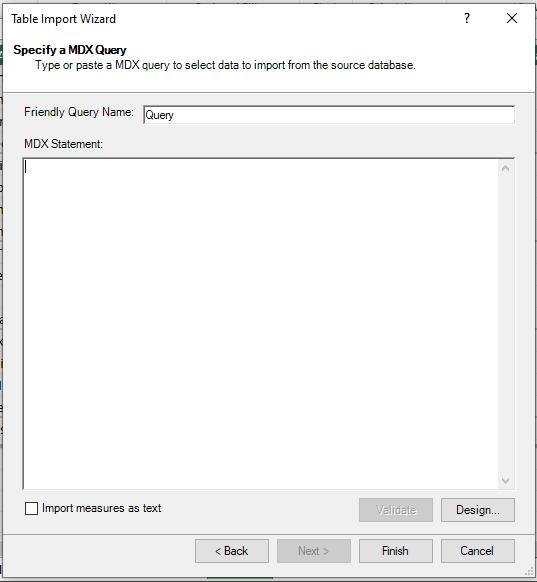 Table Import Wizard
?
Specify a MDX Query
Type or paste a MDX query to select data to import from the source database.
Friendly Query Name: Query
MDX Statement:
Import measures as text
Validate Design...
< Back Next > Finish Cancel